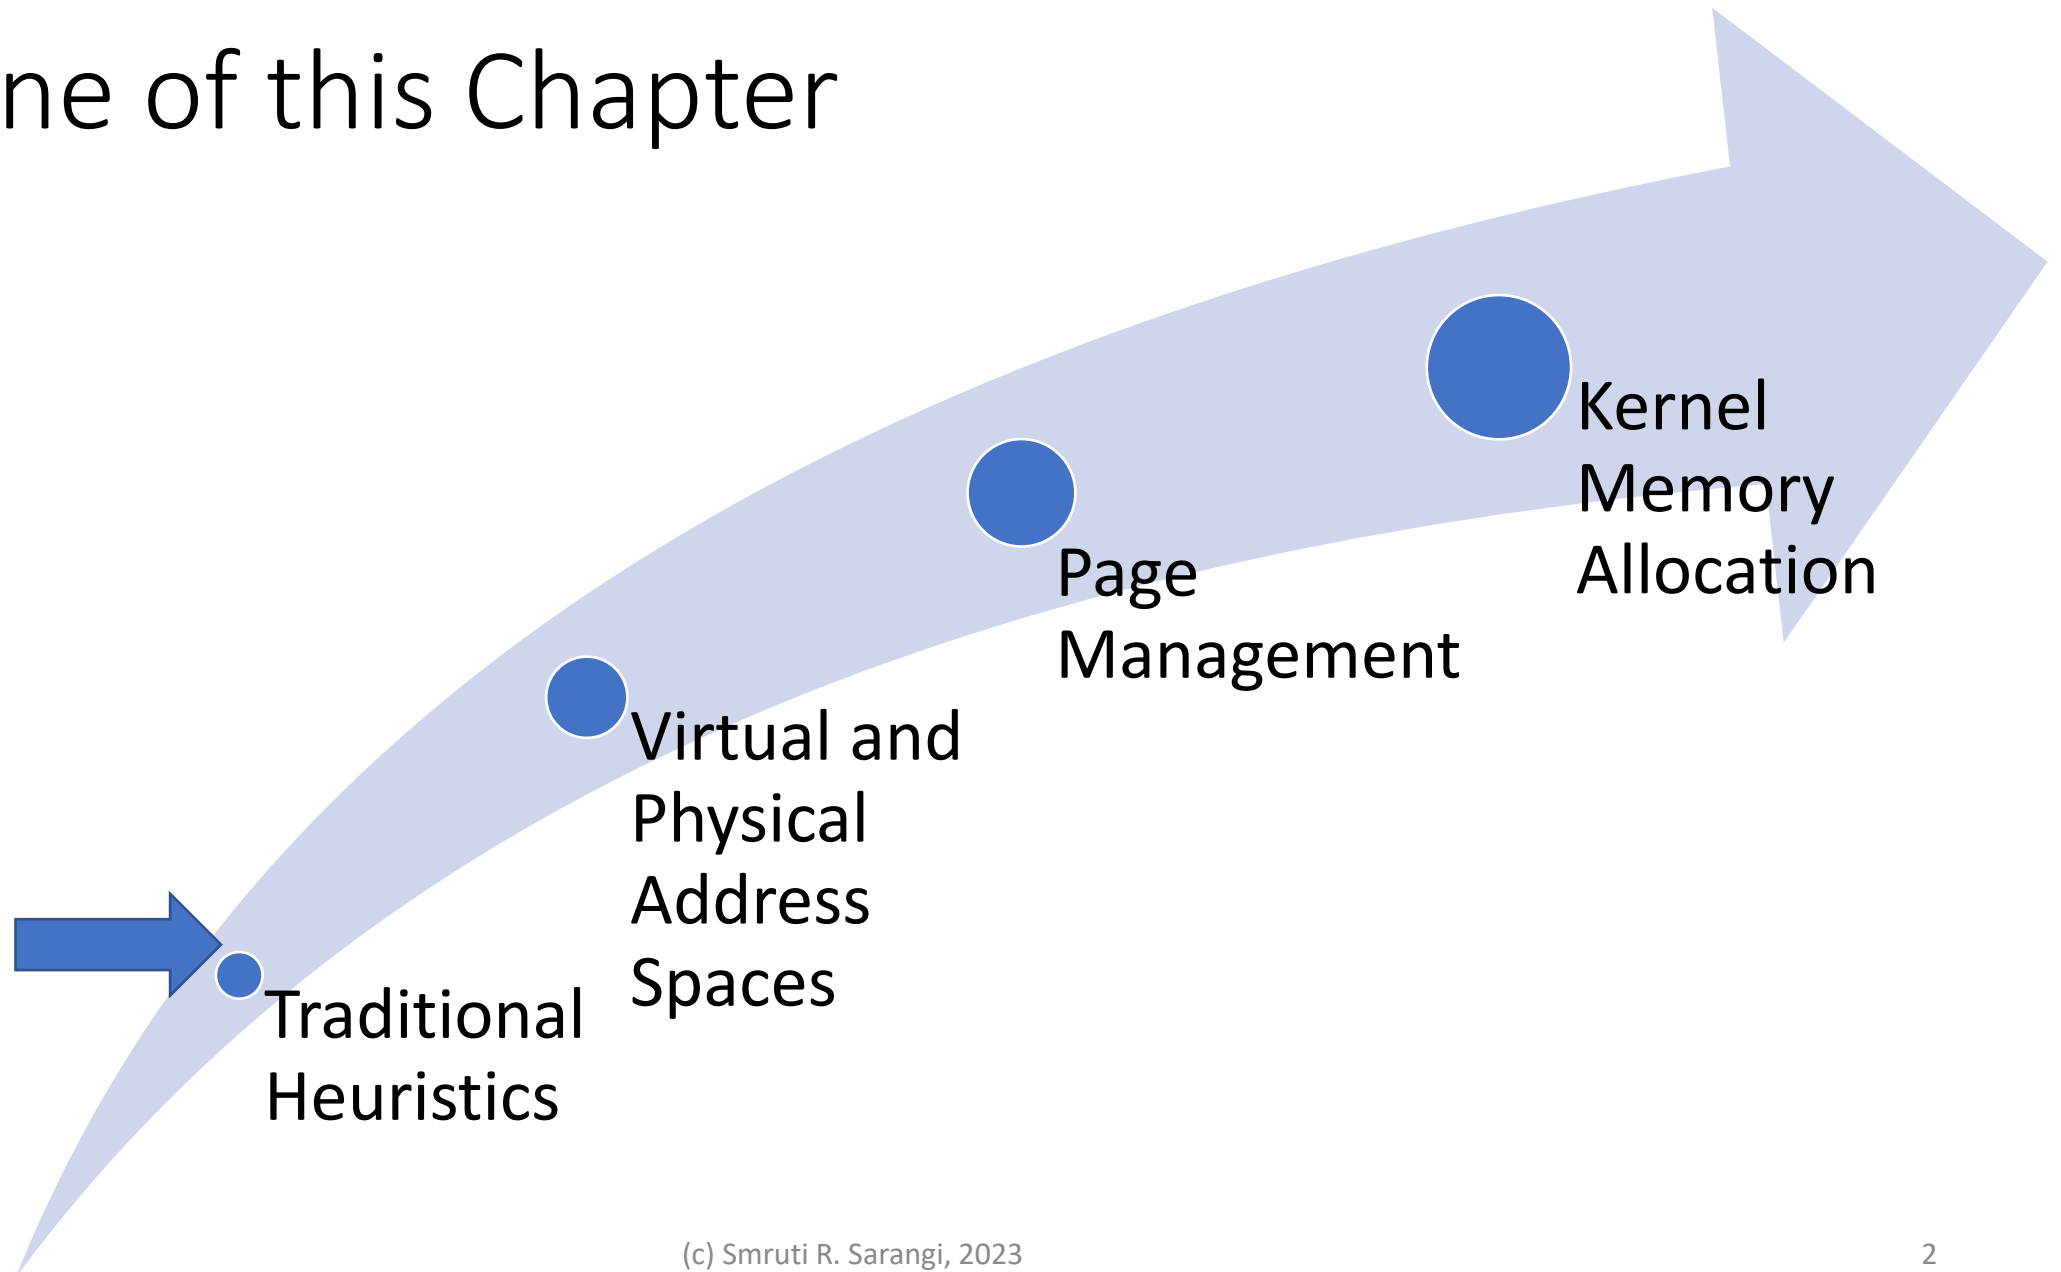 ne of this Chapter
Kernel
Memory
Allocation
Page
Management
Virtual and
Physical
Address
Spaces
Traditional
Heuristics
(c) Smruti R. Sarangi, 2023
2